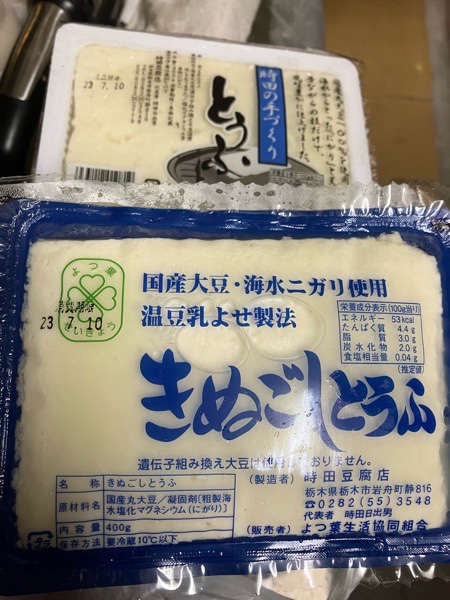 23.7.10
時田の手づくり
とうふ
よつ葉
消費期限
23 7.10
国産大豆・海水ニガリ使用
温豆乳よせ製法
栄養成分表示(100g当り)
エネルギー 53kcal
たんぱく質 4.4g
脂質 3.0g
炭水化物 2.0g
食塩相当量 0.04g
(推定値)
きぬごしとうふ
遺伝子組み換え大豆は使用しておりません。
名称 きぬごしとうふ
原材料名 国産丸大豆/凝固剤[粗製海
水塩化マグネシウム(にがり)]
内容量 400g
保存方法 要冷蔵10℃以下
(製造者) 時田豆腐店
栃木県栃木市岩舟町静816
☎0282(55)3548
代表者 時田日出男
(販売者) よつ葉生活協同組合